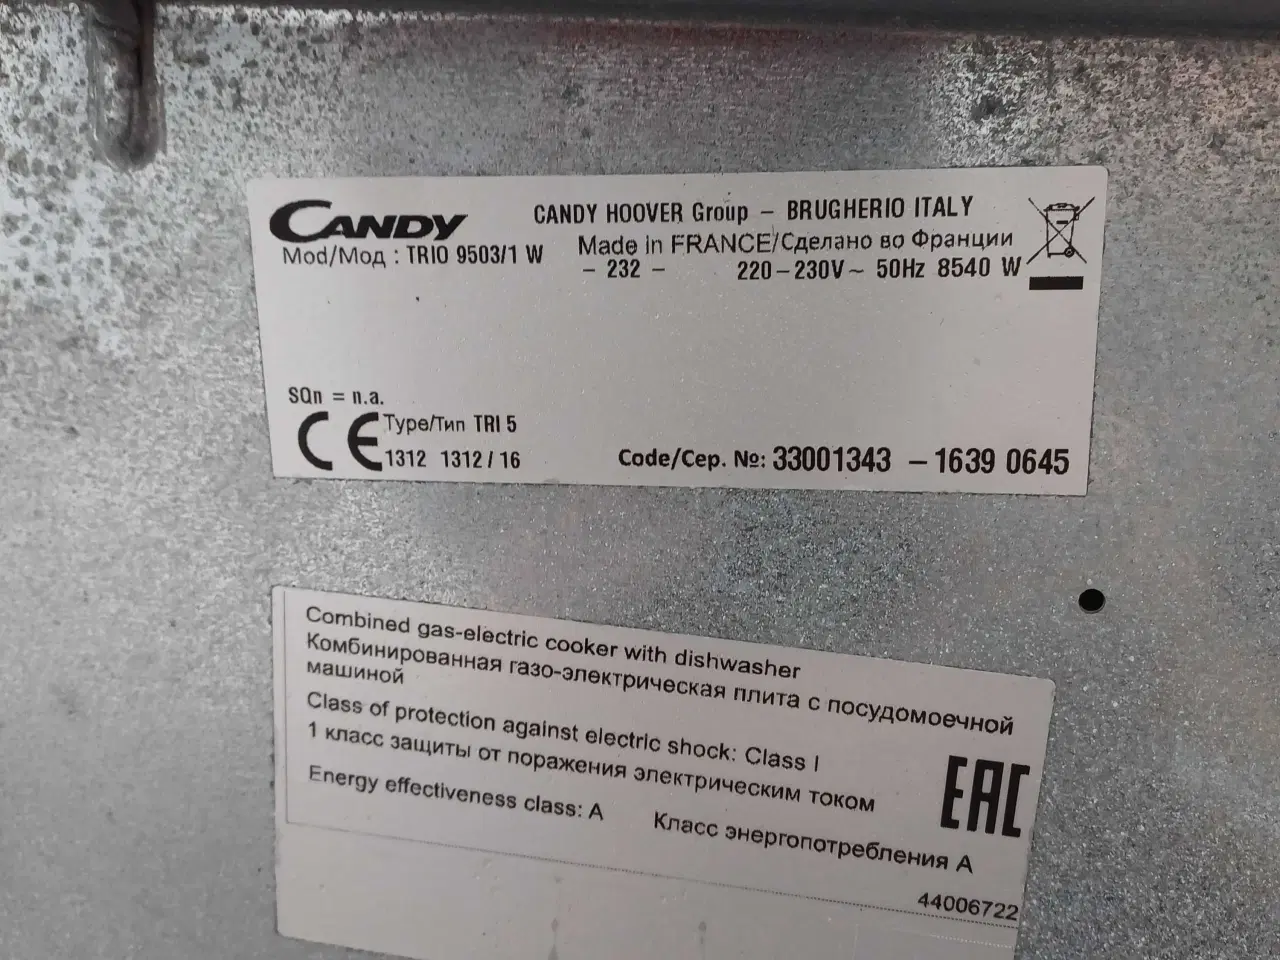 CANDY
CANDY HOOVER Group – BRUGHERIO ITALY
Mod/Мод : TRIO 9503/1 W
Made in FRANCE/Сделано во Франции
- 232 -
220-230V~ 50Hz 8540 W
SQn = n.a.
CE
Type/Тип TRI 5
1312 1312/16
Code/Сер. №: 33001343 – 1639 0645
Combined gas-electric cooker with dishwasher
Комбинированная газо-электрическая плита с посудомоечной
машиной
Class of protection against electric shock: Class I
1 класс защиты от поражения электрическим током
Energy effectiveness class: A
Класс энергопотребления А
EAC
44006722